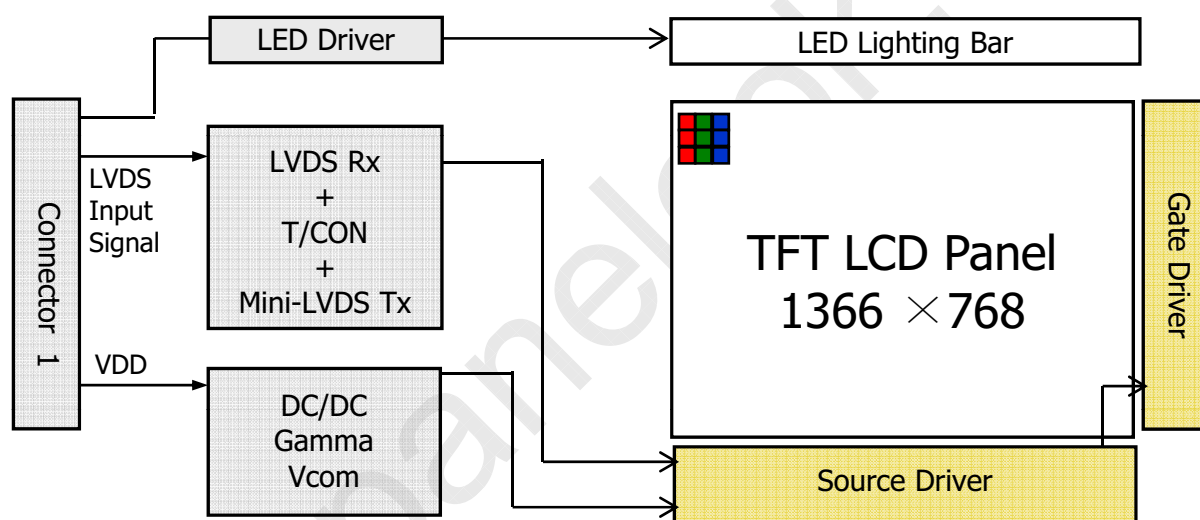 LED Driver
LED Lighting Bar
Connector 1
LVDS
Input
Signal
LVDS Rx
+
T/CON
+
Mini-LVDS Tx
TFT LCD Panel
1366 ×768
Gate Driver
VDD
DC/DC
Gamma
Vcom
Source Driver